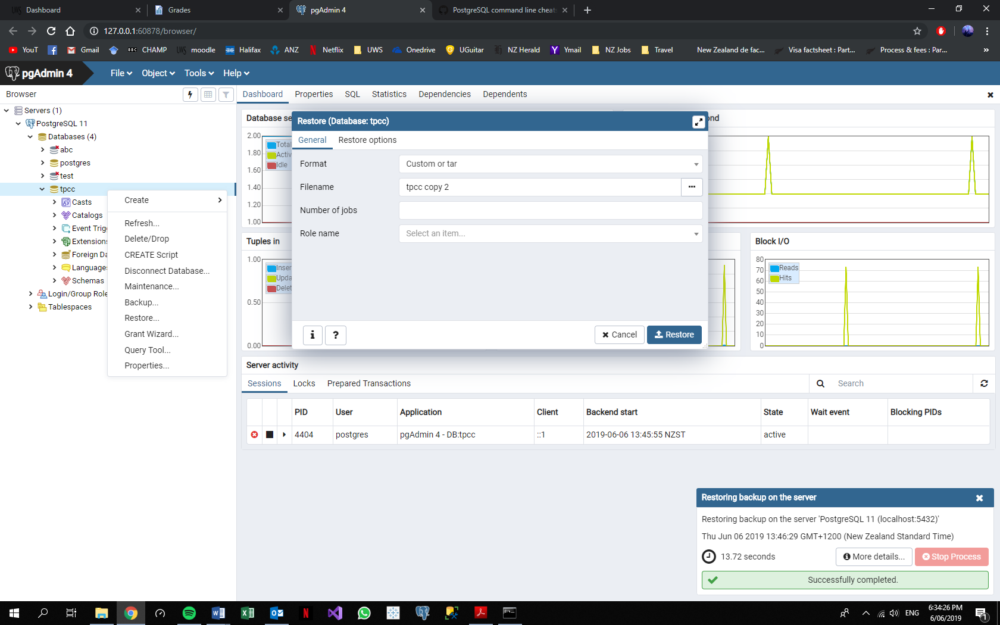 Dashboard
Grades
pgAdmin 4
PostgreSQL command line cheats
127.0.0.1:60878/browser/
YouT
Gmail
CHAMP
moodle
Halifax
ANZ
Netflix
UWS
Onedrive
UGuitar
NZ Herald
Ymail
NZ Jobs
Travel
New Zealand de fac...
Visa factsheet : Part...
Process & fees : Par...
»
pgAdmin 4
File
Object
Tools
Help
Browser
Dashboard
Properties
SQL
Statistics
Dependencies
Dependents
Servers (1)
PostgreSQL 11
Databases (4)
abc
postgres
test
tpcc
Casts
Catalogs
Event Trig
Extensions
Foreign Da
Languages
Schemas
Login/Group Role
Tablespaces
Create
Refresh...
Delete/Drop
CREATE Script
Disconnect Database...
Maintenance...
Backup...
Restore...
Grant Wizard...
Query Tool...
Properties...
Database se
ond
2.00
1.80
1.60
1.40
1.20
1.00
Total
Activ
Idle
Restore (Database: tpcc)
General
Restore options
Format
Custom or tar
Filename
tpcc copy 2
Number of jobs
Role name
Select an item...
i
?
Cancel
Restore
Tuples in
1.00
0.50
0.00
Inser
Upda
Delet
Block I/O
80
70
60
50
40
30
20
10
0
Reads
Hits
Server activity
Sessions
Locks
Prepared Transactions
Search
PID
User
Application
Client
Backend start
State
Wait event
Blocking PIDs
4404
postgres
pgAdmin 4 - DB:tpcc
::1
2019-06-06 13:45:55 NZST
active
Restoring backup on the server
Restoring backup on the server 'PostgreSQL 11 (localhost:5432)'
Thu Jun 06 2019 13:46:29 GMT+1200 (New Zealand Standard Time)
13.72 seconds
More details...
Stop Process
Successfully completed.
ENG
6:34:26 PM
6/06/2019
1